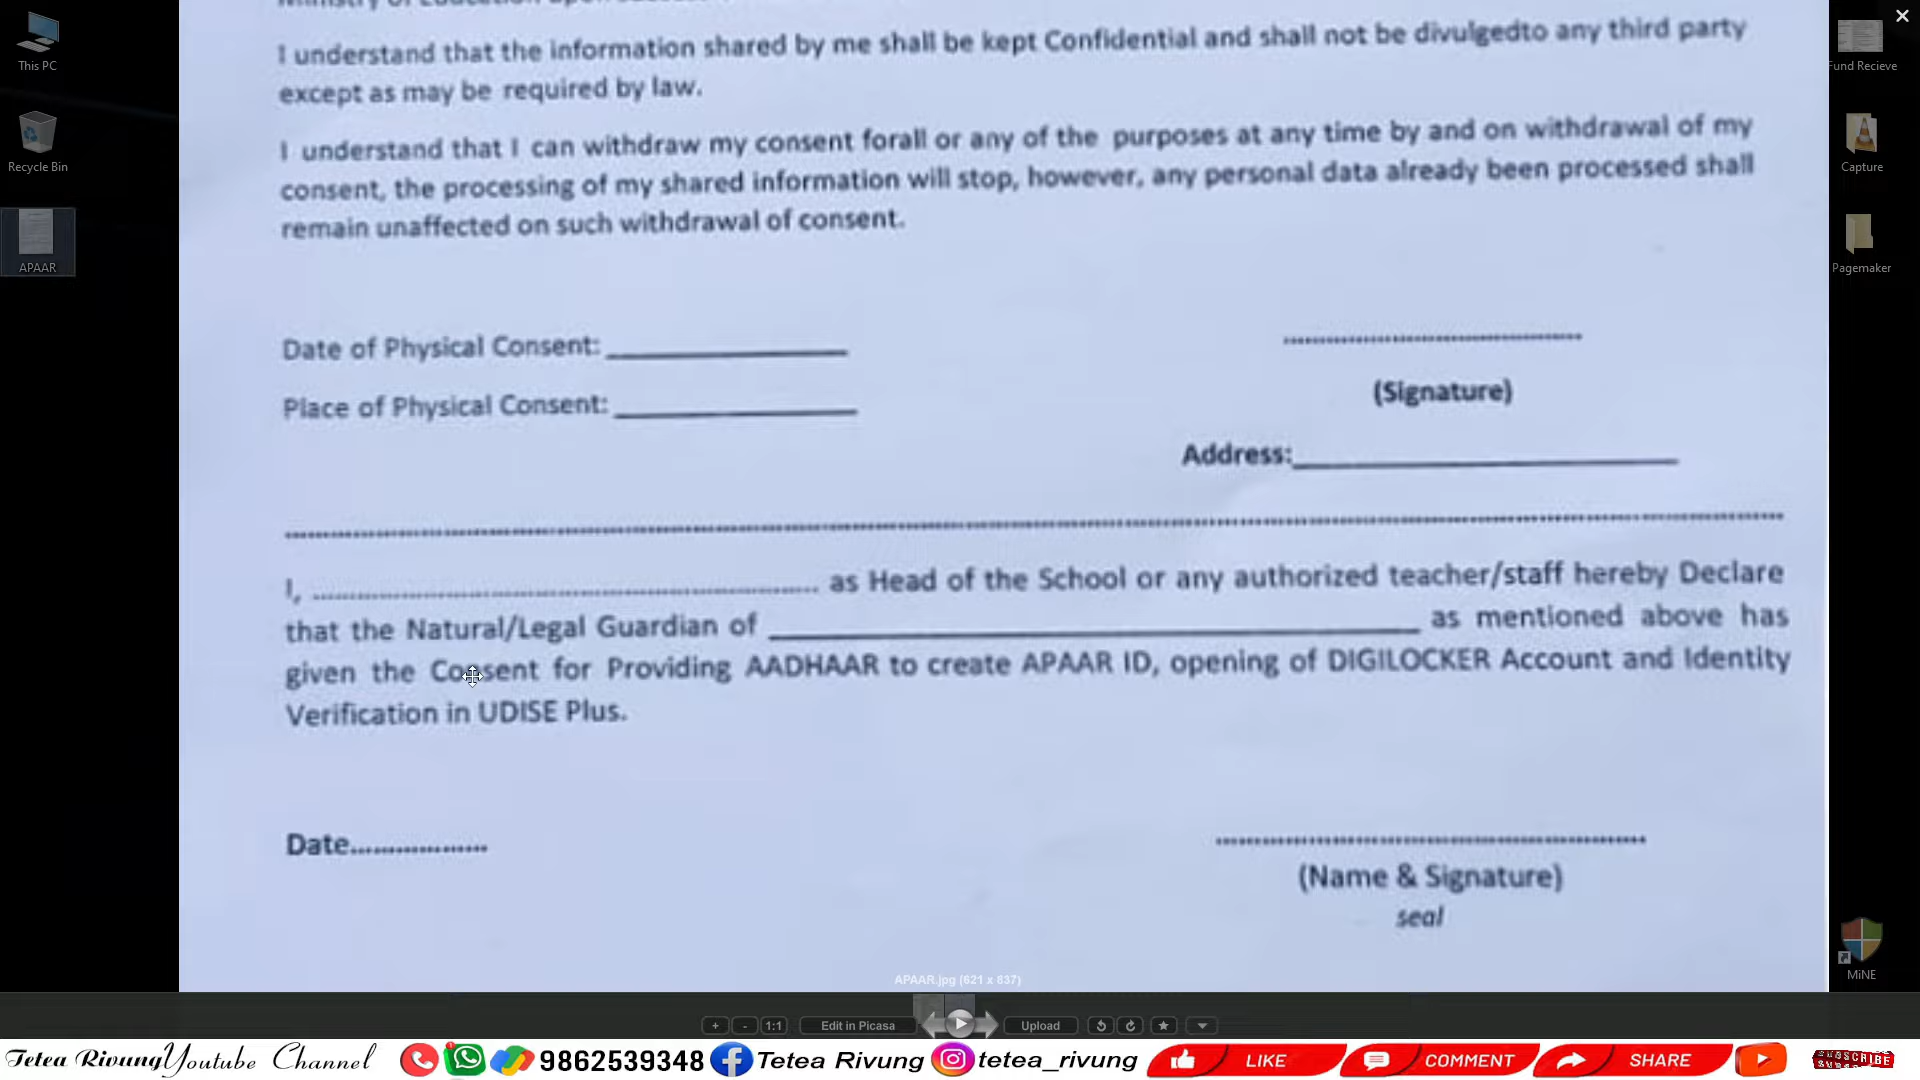 This PC
Recycle Bin
APAAR
I understand that the information shared by me shall be kept Confidential and shall not be divulgedto any third party
except as may be required by law.
I understand that I can withdraw my consent forall or any of the purposes at any time by and on withdrawal of my
consent, the processing of my shared information will stop, however, any personal data already been processed shall
remain unaffected on such withdrawal of consent.
Date of Physical Consent: ____________________
(Signature)
Place of Physical Consent: ____________________
Address:______________________________
I, ........................................................ as Head of the School or any authorized teacher/staff hereby Declare
that the Natural/Legal Guardian of ______________________________ as mentioned above has
given the Consent for Providing AADHAAR to create APAAR ID, opening of DIGILOCKER Account and Identity
Verification in UDISE Plus.
Date..................
(Name & Signature)
seal
Fund Recieve
Capture
Pagemaker
MiNE
APAAR.jpg (621 x 837)
+ - 1:1 Edit in Picasa Upload
Tetea Rivung Youtube Channel 9862539348 Tetea Rivung tetea_rivung LIKE COMMENT SHARE SUBSCRIBE